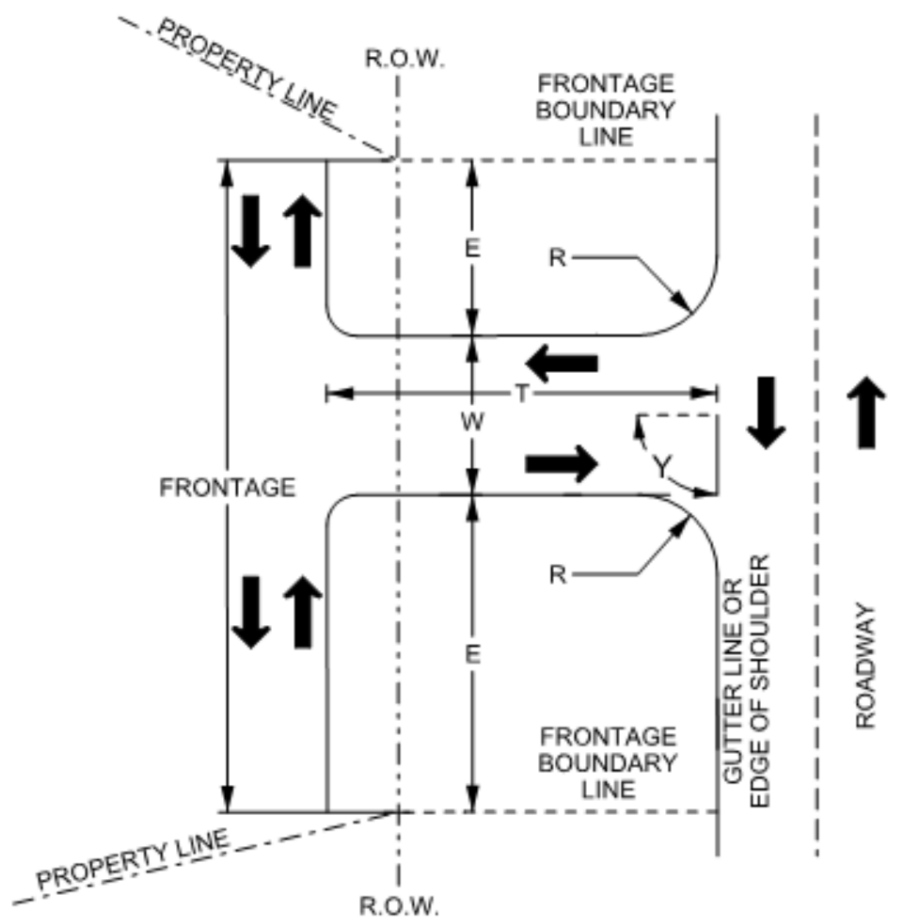 PROPERTY LINE
R.O.W.
FRONTAGE
BOUNDARY
LINE
E
R
T
W
Y
FRONTAGE
R
E
GUTTER LINE OR
EDGE OF SHOULDER
ROADWAY
FRONTAGE
BOUNDARY
LINE
PROPERTY LINE
R.O.W.